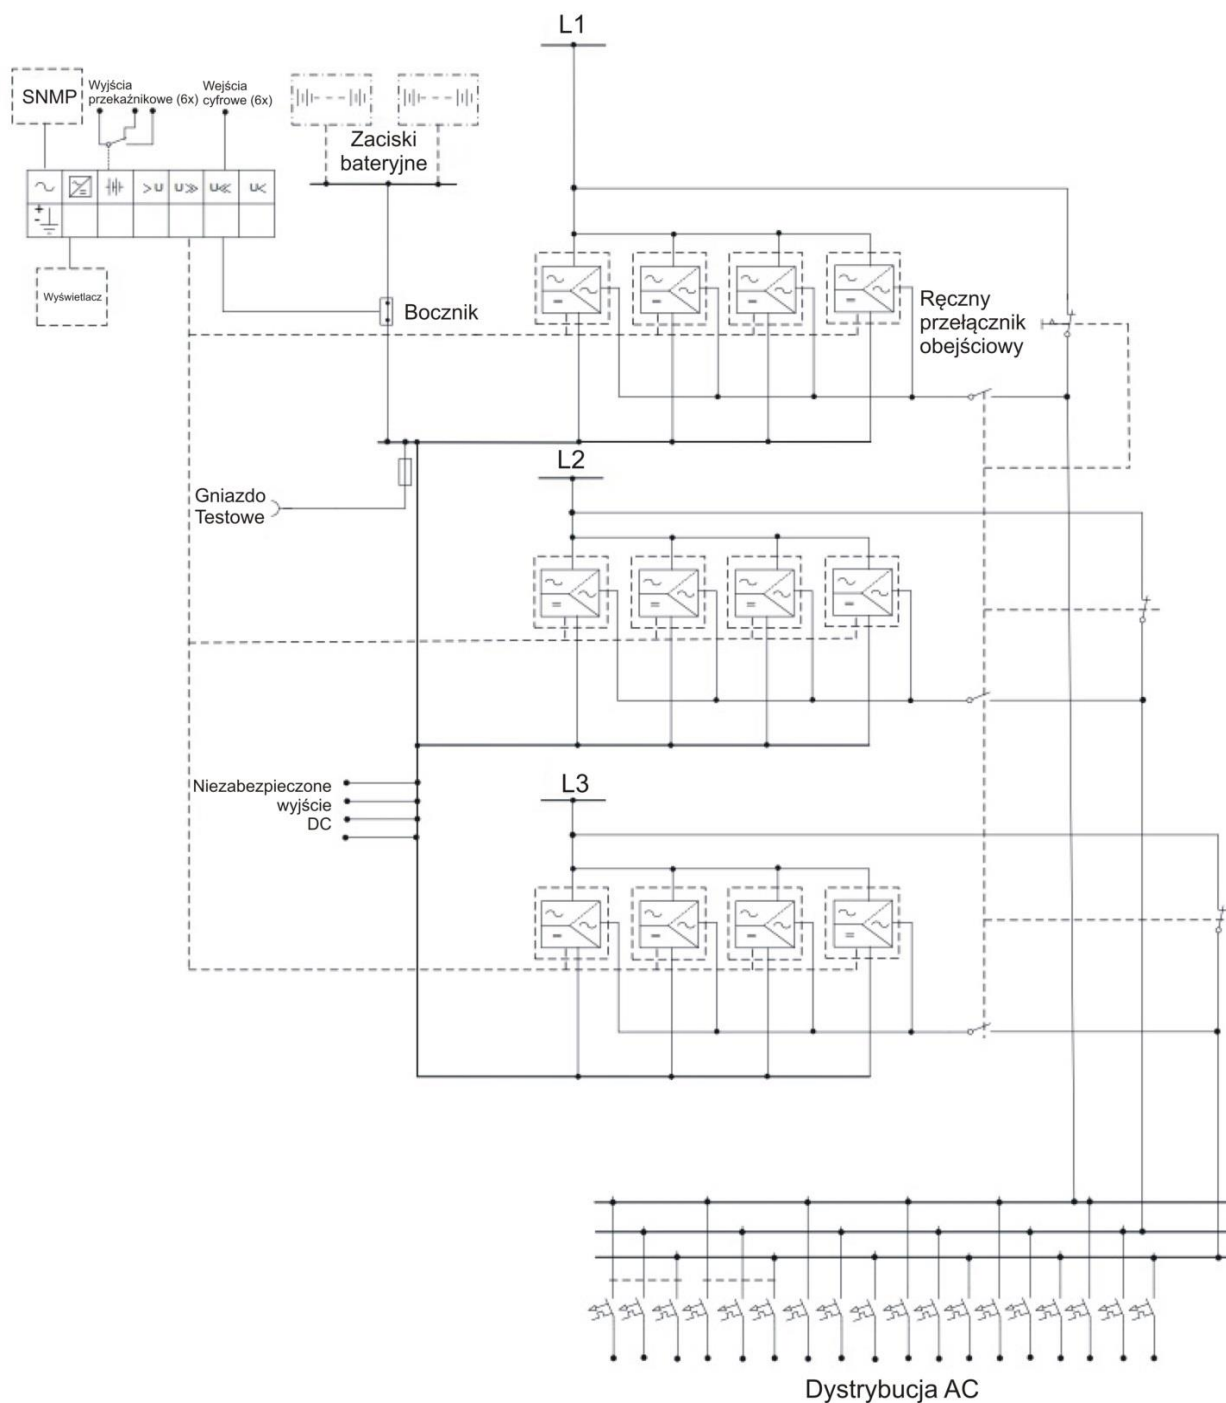 L1
SNMP
Wyjścia
przekaźnikowe (6x)
Wejścia
cyfrowe (6x)
Zaciski
bateryjne
>U
U≫
U≪
U<
+
-
Wyświetlacz
Bocznik
Ręczny
przełącznik
obejściowy
L2
Gniazdo
Testowe
Niezabezpieczone
wyjście
DC
L3
Dystrybucja AC